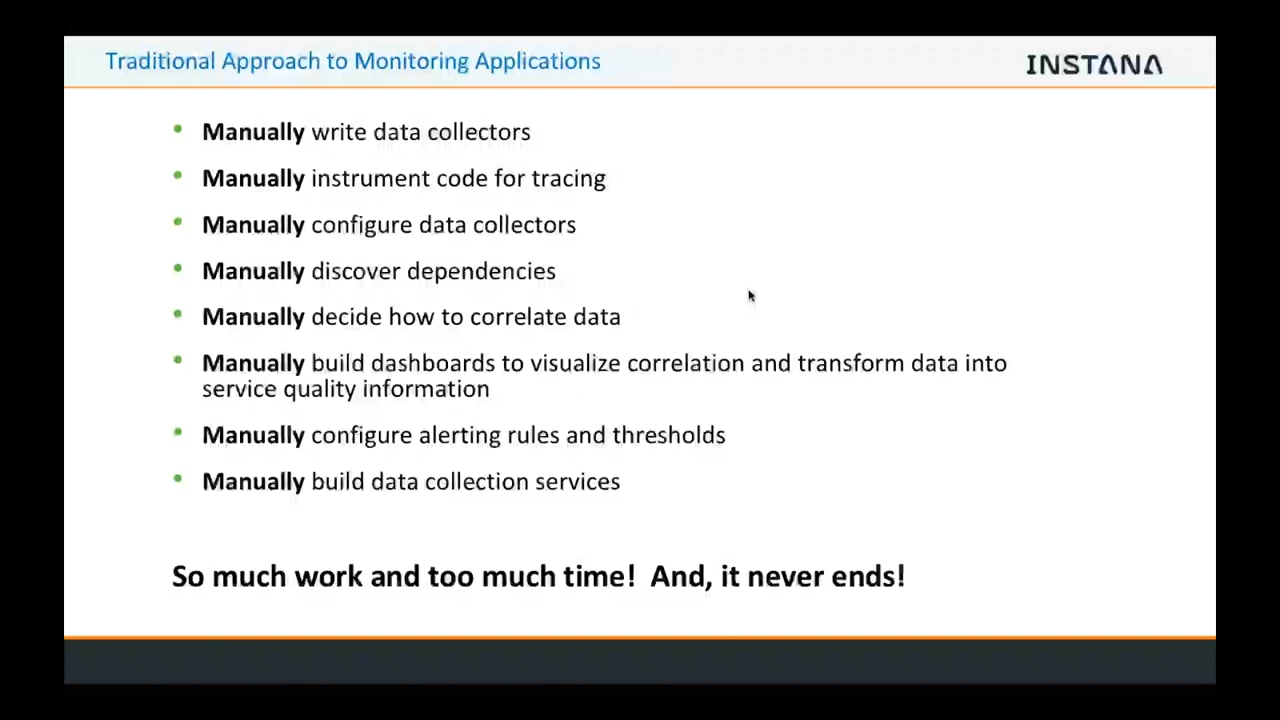 Traditional Approach to Monitoring Applications
INSTANA
• Manually write data collectors
• Manually instrument code for tracing
• Manually configure data collectors
• Manually discover dependencies
• Manually decide how to correlate data
• Manually build dashboards to visualize correlation and transform data into
service quality information
• Manually configure alerting rules and thresholds
• Manually build data collection services
So much work and too much time! And, it never ends!